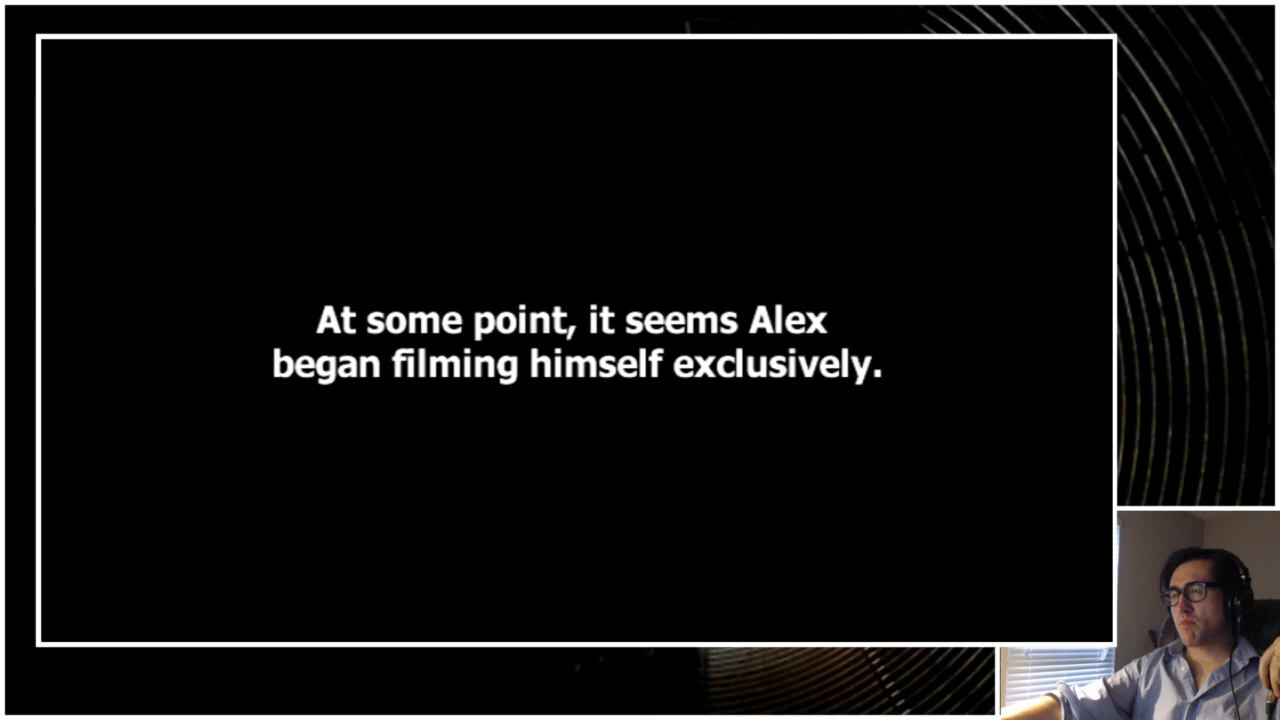 At some point, it seems Alex
began filming himself exclusively.